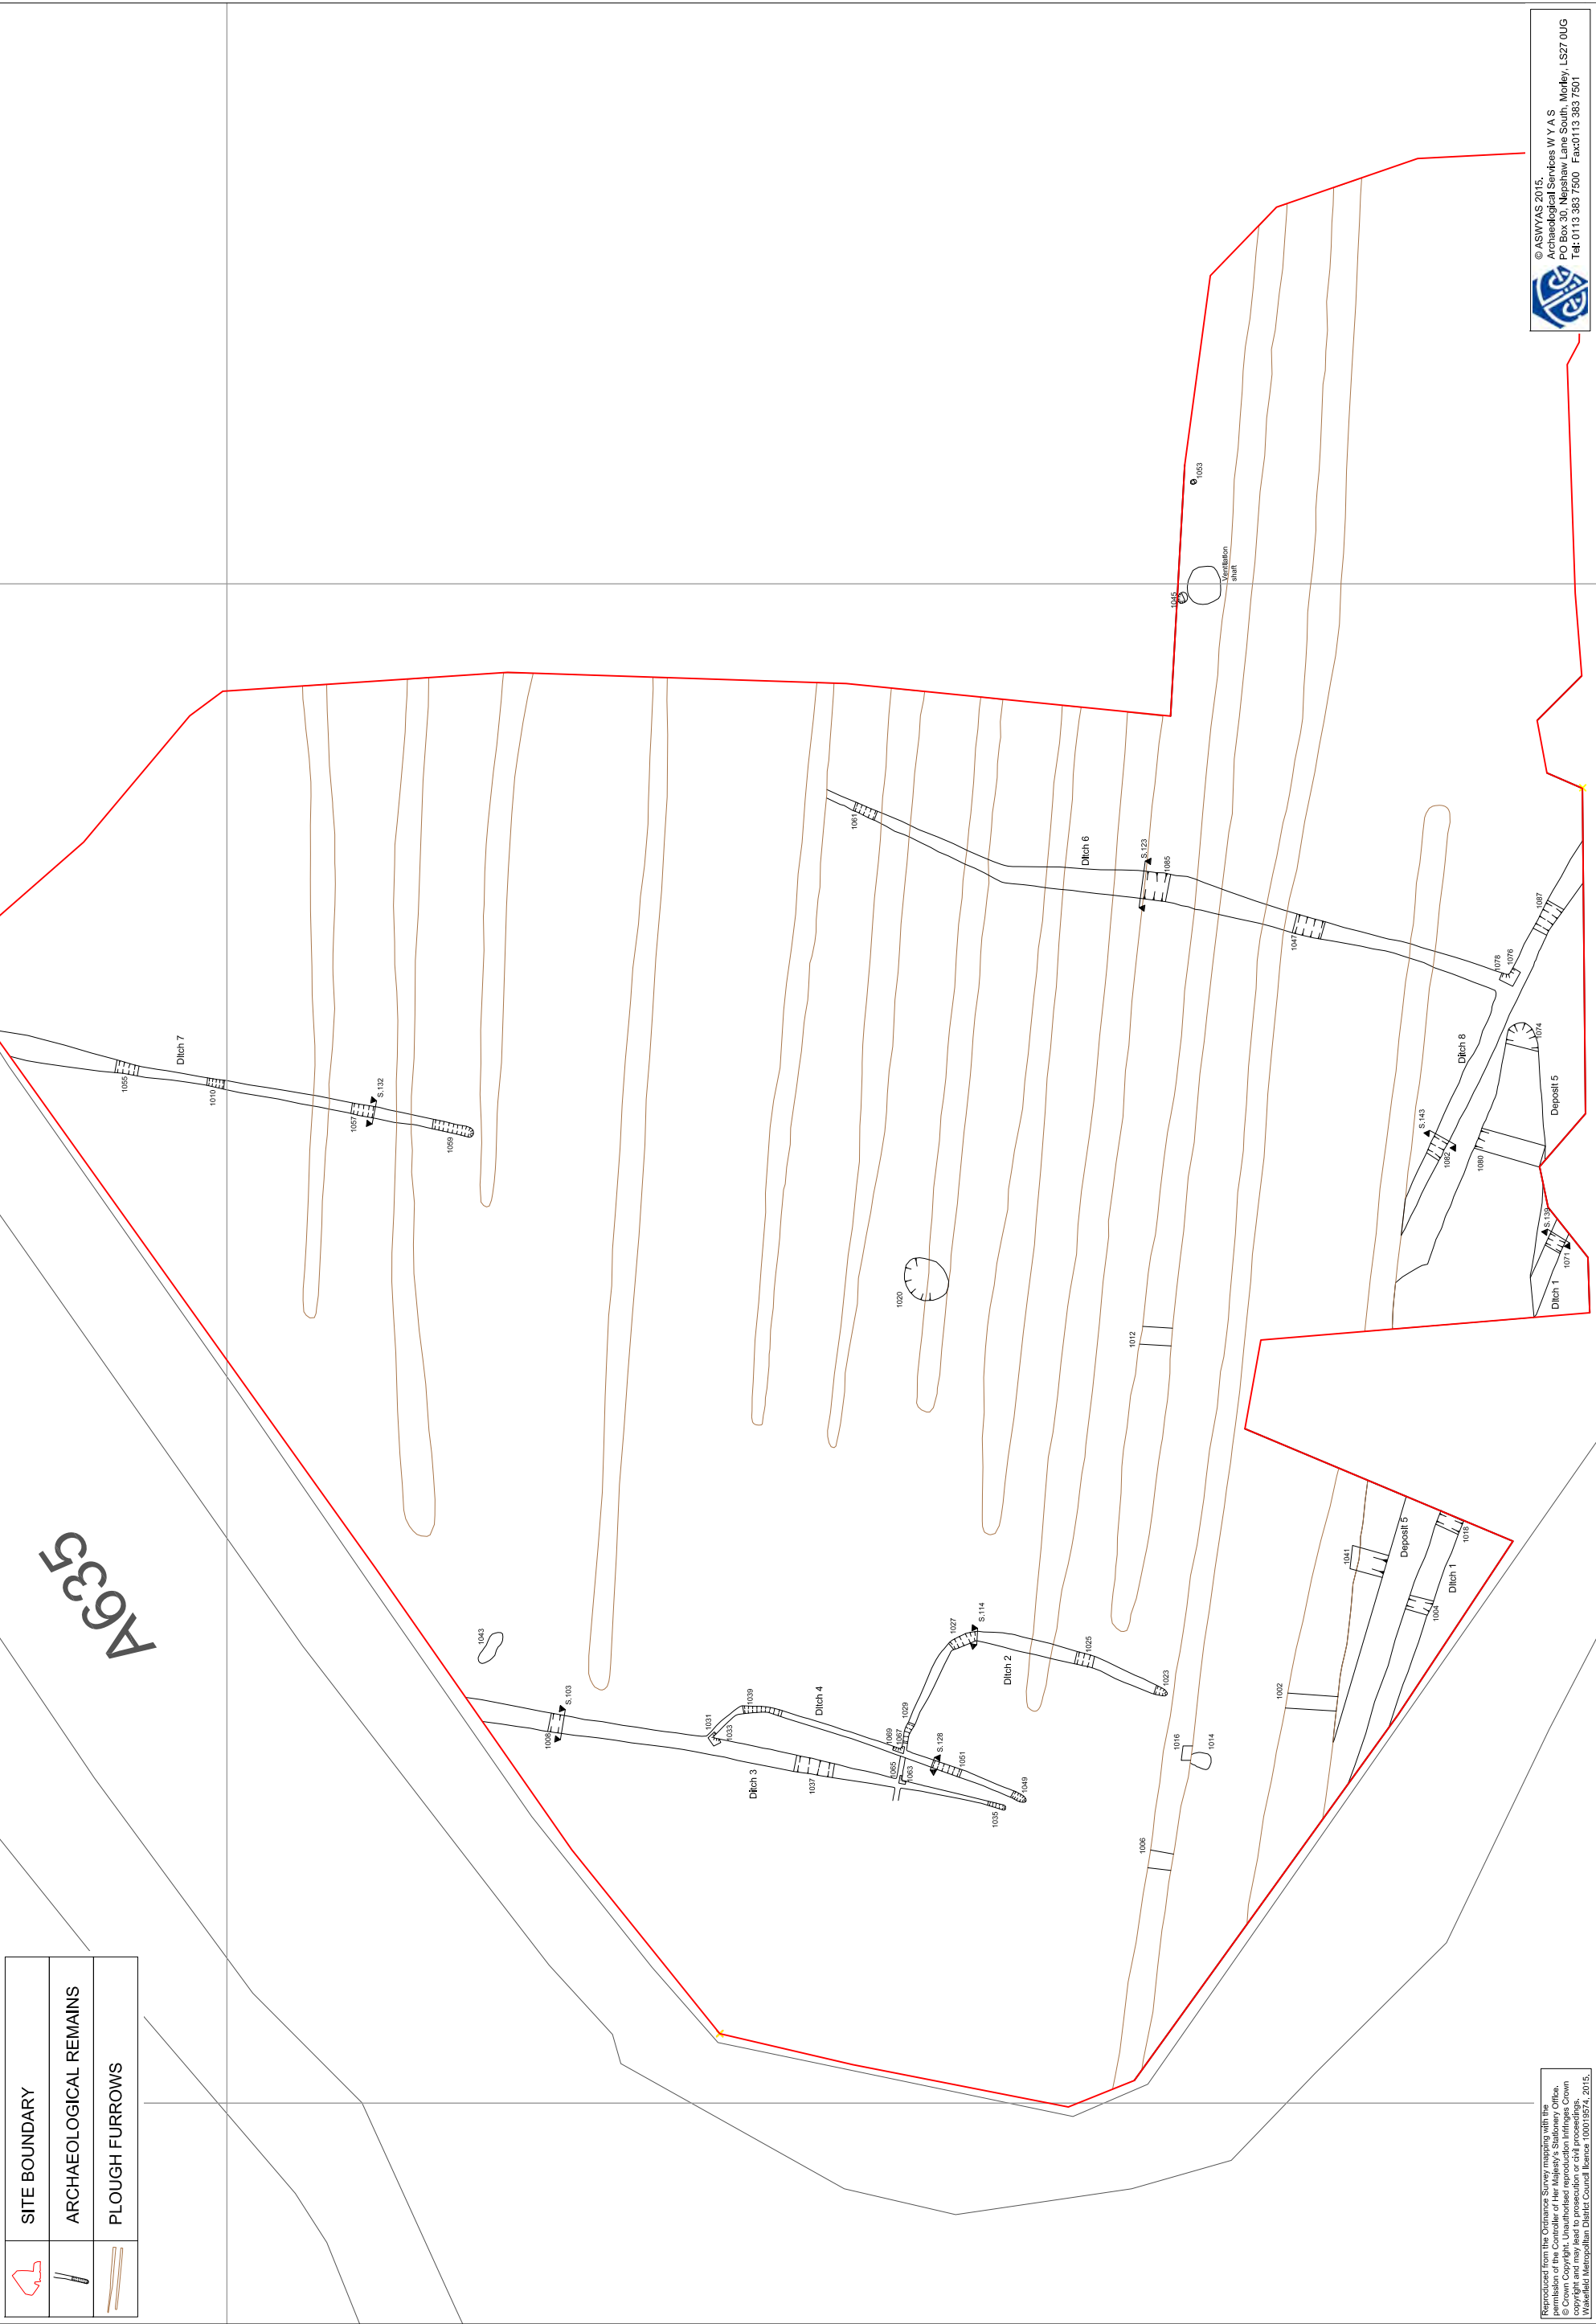 SITE BOUNDARY
ARCHAEOLOGICAL REMAINS
PLOUGH FURROWS
A635
© ASWYAS 2015.
Archaeological Services W Y A S
PO Box 30, Nepshaw Lane South, Morley, LS27 0UG
Tel: 0113 383 7500 Fax:0113 383 7501
Ditch 7
1055
1010
1057
S.132
1059
1043
S.103
1008
1031
1033
1039
Ditch 4
Ditch 3
1037
1069
1067
1029
1065
1063
S.128
1051
1049
1035
1027
S.114
Ditch 2
1025
1023
1020
1061
Ditch 6
S.123
1085
1047
1045
Ventilation
shaft
1053
1012
1016
1014
1006
1002
1041
Deposit 5
1018
Ditch 1
1004
1078
1076
1087
Ditch 8
1074
Deposit 5
S.143
1082
1080
S.139
1071
Ditch 1
Reproduced from the Ordnance Survey mapping with the
permission of the Controller of Her Majesty's Stationery Office.
© Crown Copyright. Unauthorised reproduction infringes Crown
copyright and may lead to prosecution or civil proceedings.
Wakefield Metropolitan District Council licence 100019574, 2015.